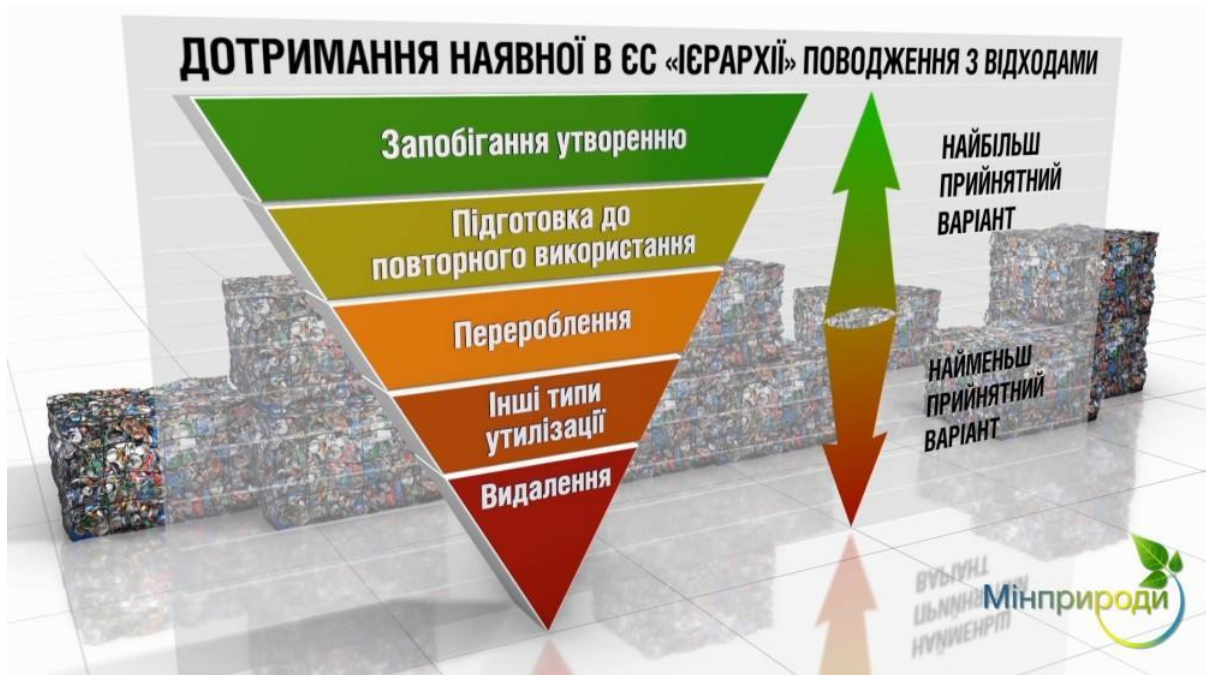 ДОТРИМАННЯ НАЯВНОЇ В ЄС «ІЄРАРХІЇ» ПОВОДЖЕННЯ З ВІДХОДАМИ
Запобігання утворенню
Підготовка до
повторного використання
Перероблення
Інші типи
утилізації
Видалення
НАЙБІЛЬШ
ПРИЙНЯТНИЙ
ВАРІАНТ
НАЙМЕНЬШ
ПРИЙНЯТНИЙ
ВАРІАНТ
Мінприроди